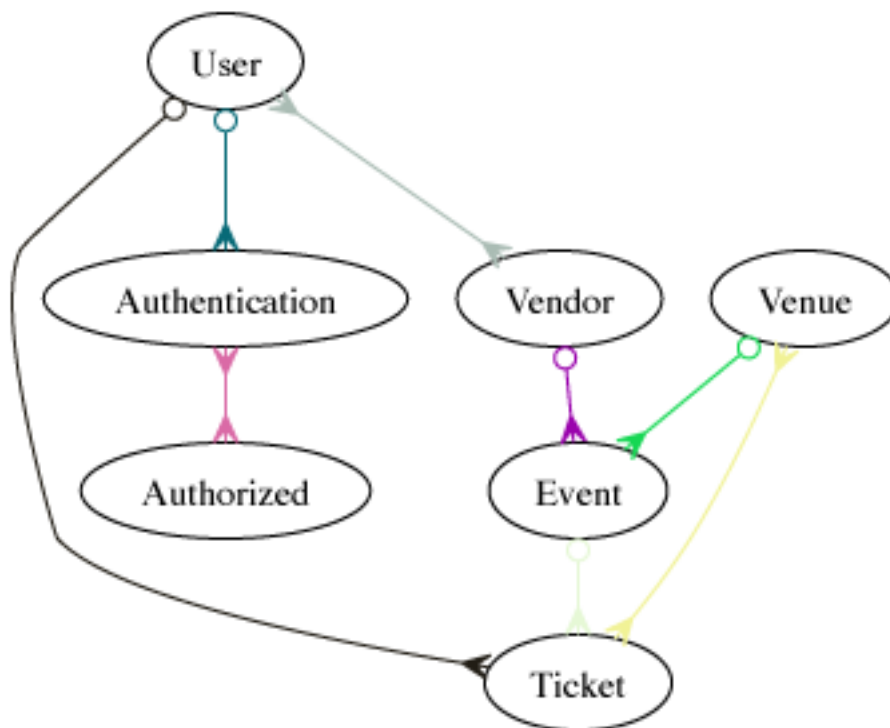 User
Authentication
Vendor
Venue
Authorized
Event
Ticket